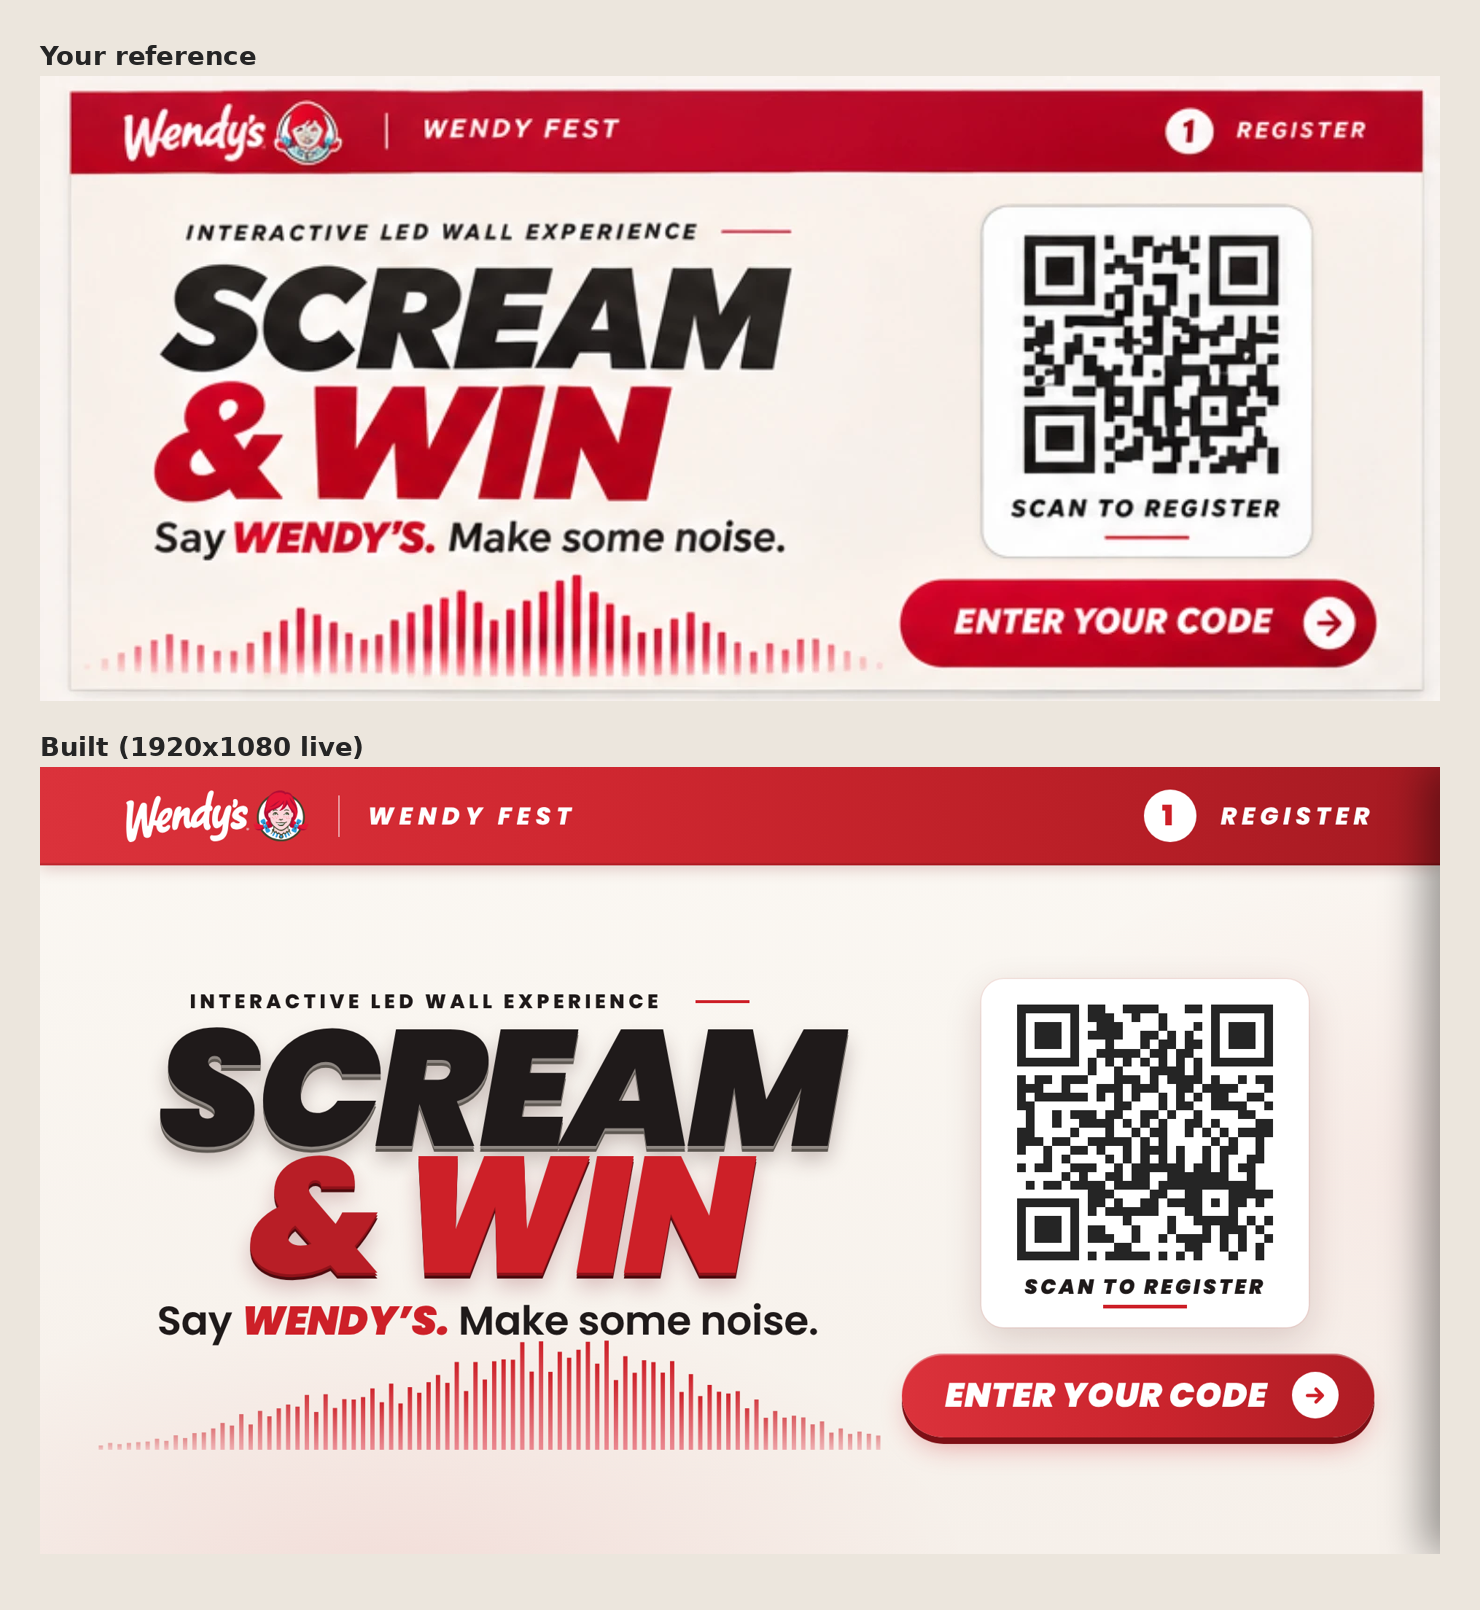 Your reference
Wendy's
WENDY FEST
1
REGISTER
INTERACTIVE LED WALL EXPERIENCE
SCREAM
& WIN
Say WENDY'S. Make some noise.
SCAN TO REGISTER
ENTER YOUR CODE
Built (1920x1080 live)
Wendy's
WENDY FEST
1
REGISTER
INTERACTIVE LED WALL EXPERIENCE
SCREAM
& WIN
Say WENDY'S. Make some noise.
SCAN TO REGISTER
ENTER YOUR CODE